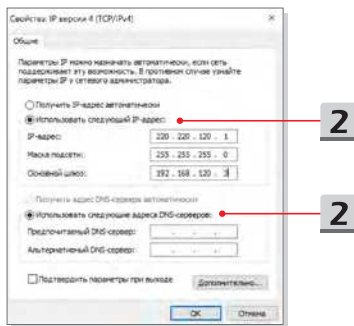 Свойства: IP версии 4 (TCP/IPv4)
Общие
Параметры IP можно назначать автоматически, если сеть
поддерживает эту возможность. В противном случае узнайте
параметры IP у сетевого администратора.
Получить IP-адрес автоматически
Использовать следующий IP-адрес:
2
IP-адрес: 220 . 220 . 120 . 1
Маска подсети: 255 . 255 . 255 . 0
Основной шлюз: 192 . 168 . 120 . 3
Получить адрес DNS-сервера автоматически
Использовать следующие адреса DNS-серверов:
2
Предпочитаемый DNS-сервер: . . .
Альтернативный DNS-сервер: . . .
Подтвердить параметры при выходе
Дополнительно...
OK Отмена